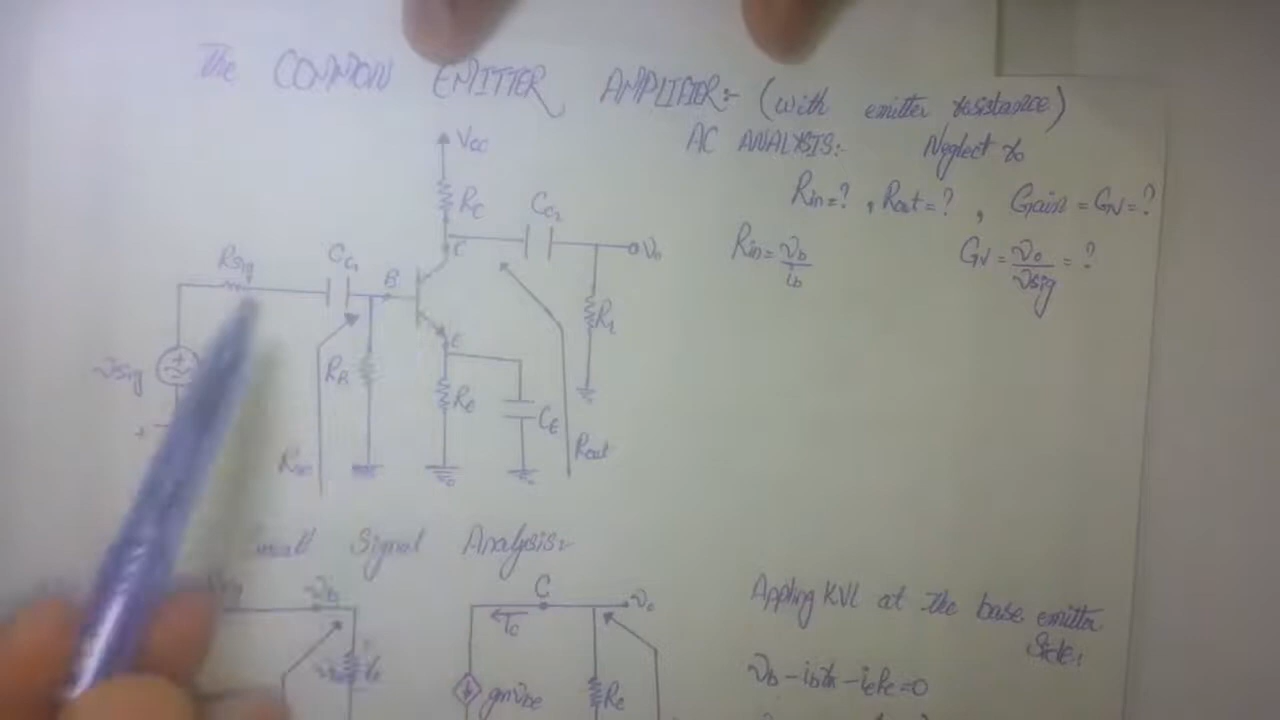 The COMMON EMITTER AMPLIFIER:- (with emitter resistance)
AC ANALYSIS:- Neglect ro
Rin=? , Rout=? , Gain = GV=?
Rin = vb/ib
GV = vo/vsig = ?
VCC
RC
CC2
C
vo
Rsig
CC1
B
RL
E
vsig
RB
Re
CE
Rin
Rout
Small Signal Analysis:
vb
C
vo
Ic
gmvbe
Rc
Appling KVL at the base emitter
Side,
vb - ibrπ - ieRe=0